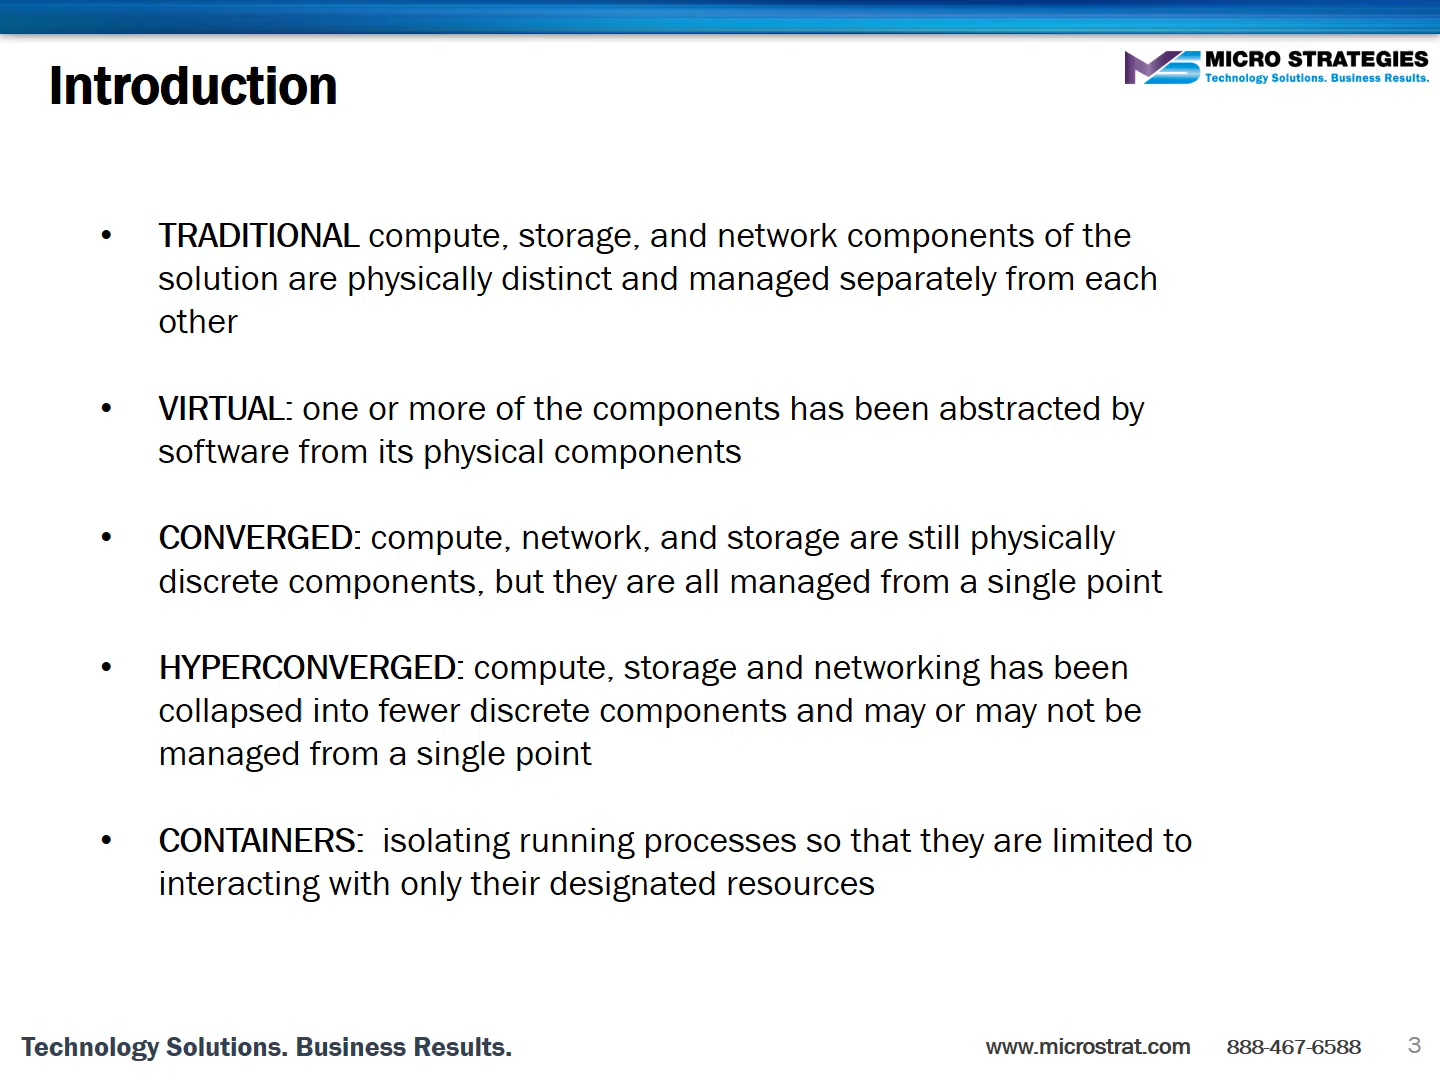 Introduction
MICRO STRATEGIES
Technology Solutions. Business Results.
• TRADITIONAL compute, storage, and network components of the
solution are physically distinct and managed separately from each
other
• VIRTUAL: one or more of the components has been abstracted by
software from its physical components
• CONVERGED: compute, network, and storage are still physically
discrete components, but they are all managed from a single point
• HYPERCONVERGED: compute, storage and networking has been
collapsed into fewer discrete components and may or may not be
managed from a single point
• CONTAINERS:  isolating running processes so that they are limited to
interacting with only their designated resources
Technology Solutions. Business Results.
www.microstrat.com 888-467-6588 3